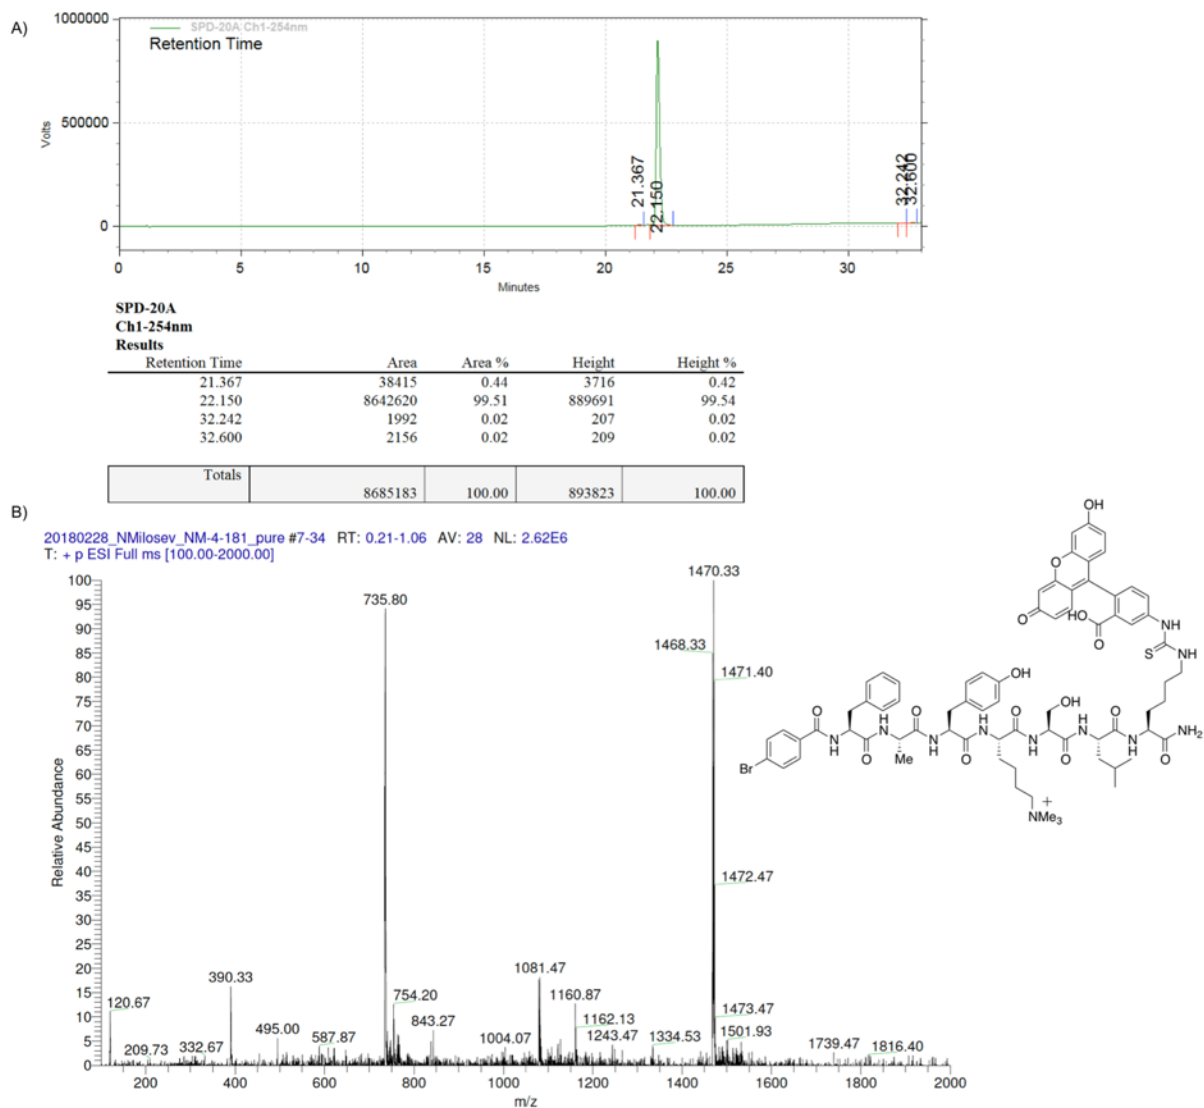 A)
1000000
SPD-20A Ch1-254nm
Retention Time
500000
Volts
0
21.367
22.150
32.242
32.600
0 5 10 15 20 25 30
Minutes
SPD-20A
Ch1-254nm
Results
Retention Time Area Area % Height Height %
21.367 38415 0.44 3716 0.42
22.150 8642620 99.51 889691 99.54
32.242 1992 0.02 207 0.02
32.600 2156 0.02 209 0.02
Totals
8685183 100.00 893823 100.00
B)
20180228_NMilosev_NM-4-181_pure #7-34 RT: 0.21-1.06 AV: 28 NL: 2.62E6
T: + p ESI Full ms [100.00-2000.00]
100
95
90
85
80
75
70
65
60
55
50
45
40
35
30
25
20
15
10
5
0
Relative Abundance
120.67
209.73
332.67
390.33
495.00
587.87
735.80
754.20
843.27
1004.07
1081.47
1160.87
1162.13
1243.47
1334.53
1470.33
1468.33
1471.40
1472.47
1473.47
1501.93
1739.47
1816.40
200 400 600 800 1000 1200 1400 1600 1800 2000
m/z
OH
O
O
HO
O
NH
S
NH
OH
OH
O
O
O
O
O
O
O
O
N
H
H
N
N
H
H
N
N
H
H
N
N
H
NH2
Br
Me
+
NMe3